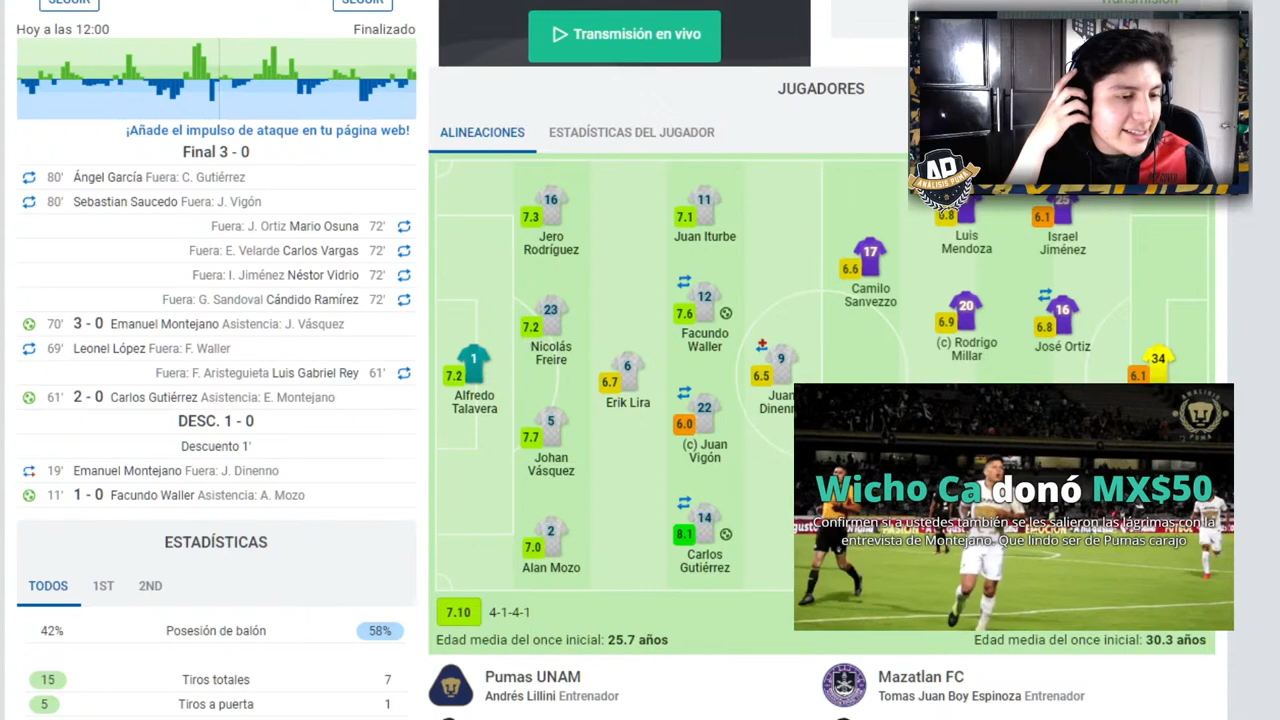 SEGUIR
SEGUIR
Hoy a las 12:00
Finalizado
¡Añade el impulso de ataque en tu página web!
Final 3 - 0
80' Ángel García Fuera: C. Gutiérrez
80' Sebastian Saucedo Fuera: J. Vigón
Fuera: J. Ortiz Mario Osuna 72'
Fuera: E. Velarde Carlos Vargas 72'
Fuera: I. Jiménez Néstor Vidrio 72'
Fuera: G. Sandoval Cándido Ramírez 72'
70' 3 - 0 Emanuel Montejano Asistencia: J. Vásquez
69' Leonel López Fuera: F. Waller
Fuera: F. Aristeguieta Luis Gabriel Rey 61'
61' 2 - 0 Carlos Gutiérrez Asistencia: E. Montejano
DESC. 1 - 0
Descuento 1'
19' Emanuel Montejano Fuera: J. Dinenno
11' 1 - 0 Facundo Waller Asistencia: A. Mozo
ESTADÍSTICAS
TODOS 1ST 2ND
42% Posesión de balón 58%
15 Tiros totales 7
5 Tiros a puerta 1
Transmisión en vivo
JUGADORES
ALINEACIONES ESTADÍSTICAS DEL JUGADOR
1
7.2
Alfredo
Talavera
16
7.3
Jero
Rodríguez
23
7.2
Nicolás
Freire
5
7.7
Johan
Vásquez
2
7.0
Alan Mozo
6
6.7
Erik Lira
11
7.1
Juan Iturbe
12
7.6
Facundo
Waller
22
6.0
(c) Juan
Vigón
14
8.1
Carlos
Gutiérrez
9
6.5
Juan
Dinenn
17
6.6
Camilo
Sanvezzo
6.8
Luis
Mendoza
20
6.9
(c) Rodrigo
Millar
25
6.1
Israel
Jiménez
16
6.8
José Ortiz
34
6.1
7.10 4-1-4-1
Edad media del once inicial: 25.7 años
Edad media del once inicial: 30.3 años
Pumas UNAM
Andrés Lillini Entrenador
Mazatlan FC
Tomas Juan Boy Espinoza Entrenador
AD
ANÁLISIS PUMA
ANÁLISIS
PUMA
Wicho Ca donó MX$50
Confirmen si a ustedes también se les salieron las lágrimas con la
entrevista de Montejano. Que lindo ser de Pumas carajo